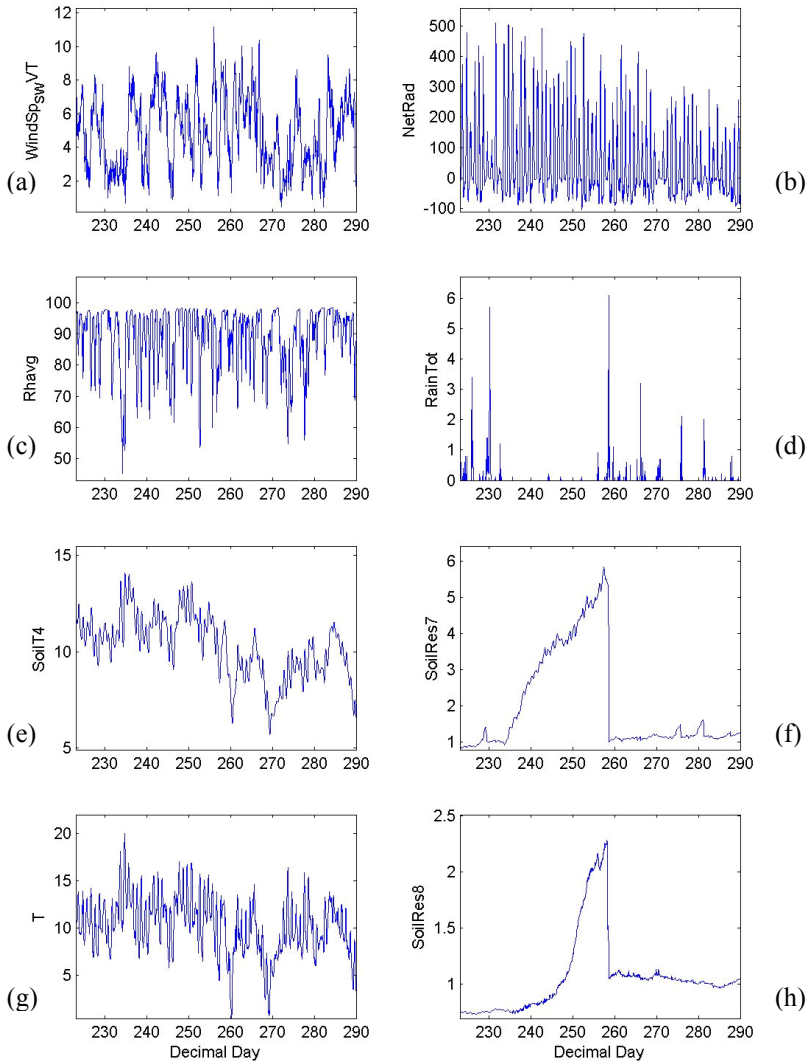 12
10
8
6
4
2
WindSp_SW VT
230 240 250 260 270 280 290
(a)
500
400
300
200
100
0
-100
NetRad
230 240 250 260 270 280 290
(b)
100
90
80
70
60
50
Rhavg
230 240 250 260 270 280 290
(c)
6
5
4
3
2
1
0
RainTot
230 240 250 260 270 280 290
(d)
15
10
5
SoilT4
230 240 250 260 270 280 290
(e)
6
5
4
3
2
1
SoilRes7
230 240 250 260 270 280 290
(f)
20
15
10
5
T
230 240 250 260 270 280 290
Decimal Day
(g)
2.5
2
1.5
1
SoilRes8
230 240 250 260 270 280 290
Decimal Day
(h)